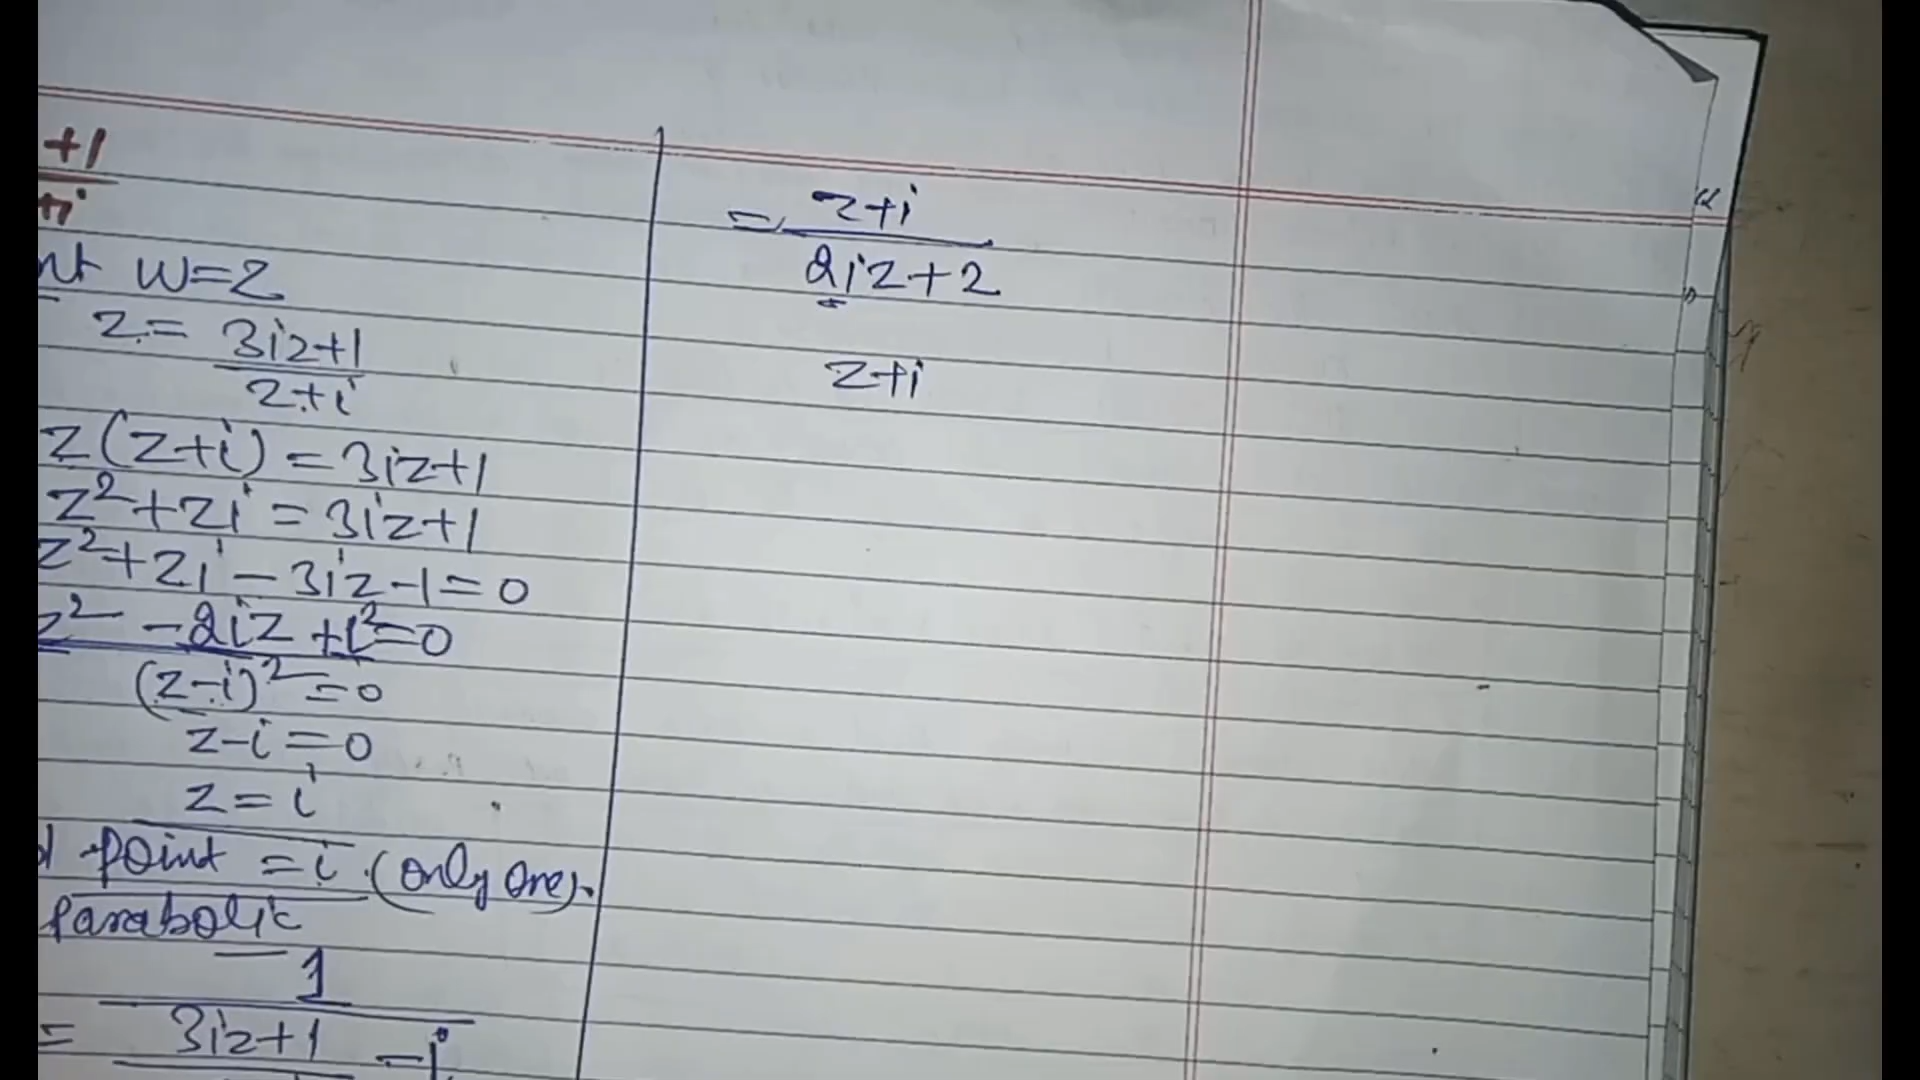 +1
+i
nt w=z
z = 3iz+1
z+i
z(z+i) = 3iz+1
z²+zi = 3iz+1
z²+zi - 3iz-1=0
z² - 2iz + i²=0
(z-i)² = 0
z-i = 0
z = i
d point = i (only one).
Parabolic
1
= 3iz+1 - i
= z+i
2iz+2
z+i